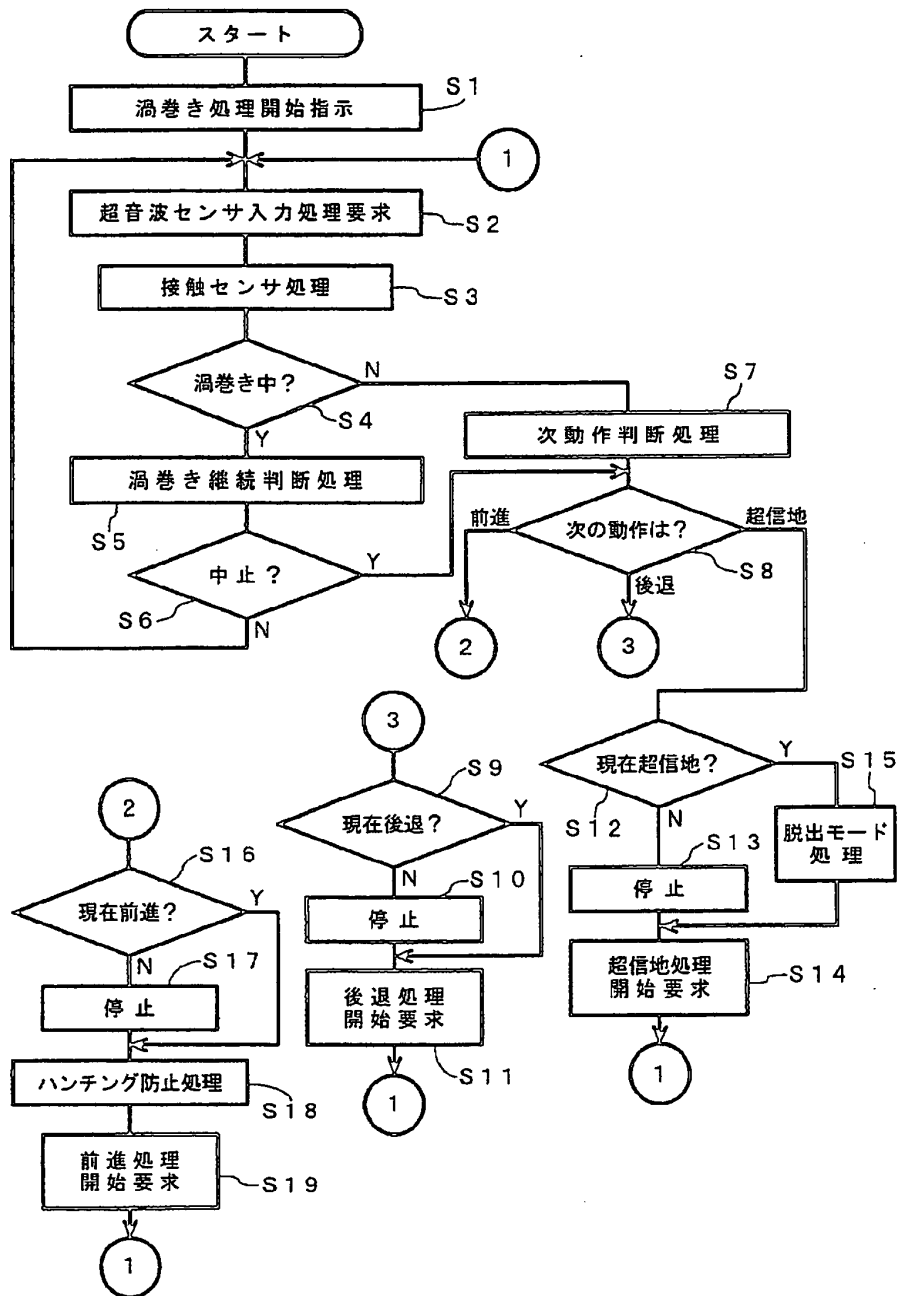 スタート
渦巻き処理開始指示
S1
1
超音波センサ入力処理要求
S2
接触センサ処理
S3
渦巻き中?
N
S4
Y
S7
次動作判断処理
渦巻き継続判断処理
S5
前進
次の動作は?
超信地
S8
後退
中止?
Y
S6
N
2
3
3
現在超信地?
Y
S15
S12
N
脱出モード
処理
S13
停止
超信地処理
開始要求
S14
1
S9
現在後退?
Y
N
S10
停止
後退処理
開始要求
S11
1
2
S16
現在前進?
Y
N
S17
停止
ハンチング防止処理
S18
前進処理
開始要求
S19
1